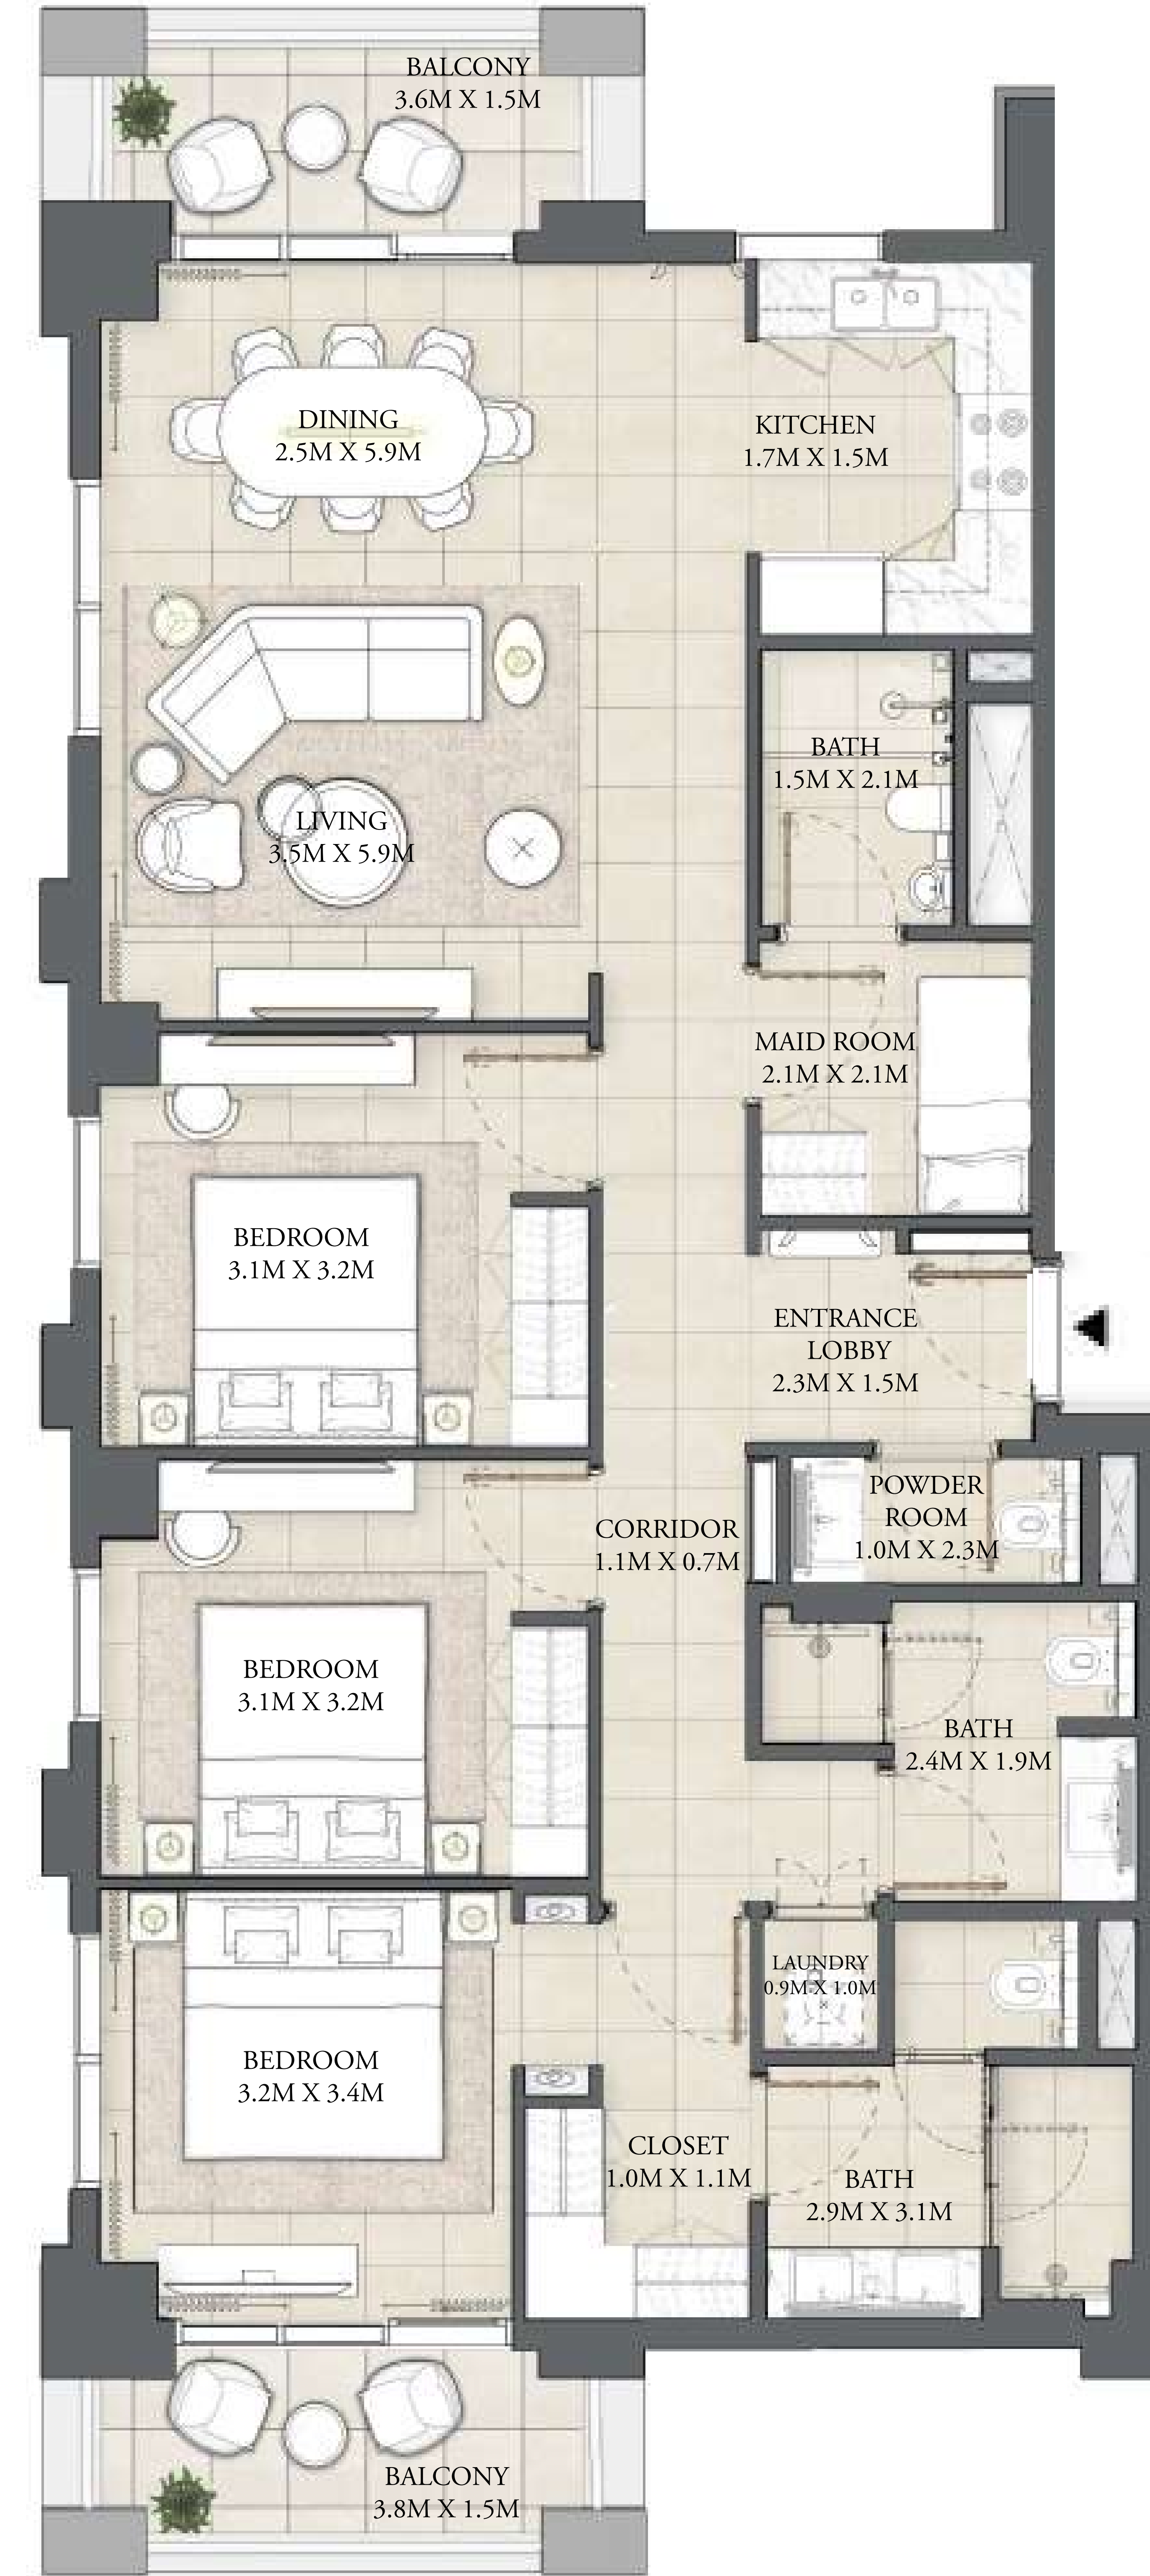 BALCONY
3.6M X 1.5M
DINING
2.5M X 5.9M
KITCHEN
1.7M X 1.5M
BATH
1.5M X 2.1M
LIVING
3.5M X 5.9M
MAID ROOM
2.1M X 2.1M
BEDROOM
3.1M X 3.2M
ENTRANCE
LOBBY
2.3M X 1.5M
POWDER
ROOM
1.0M X 2.3M
CORRIDOR
1.1M X 0.7M
BEDROOM
3.1M X 3.2M
BATH
2.4M X 1.9M
LAUNDRY
0.9M X 1.0M
BEDROOM
3.2M X 3.4M
CLOSET
1.0M X 1.1M
BATH
2.9M X 3.1M
BALCONY
3.8M X 1.5M